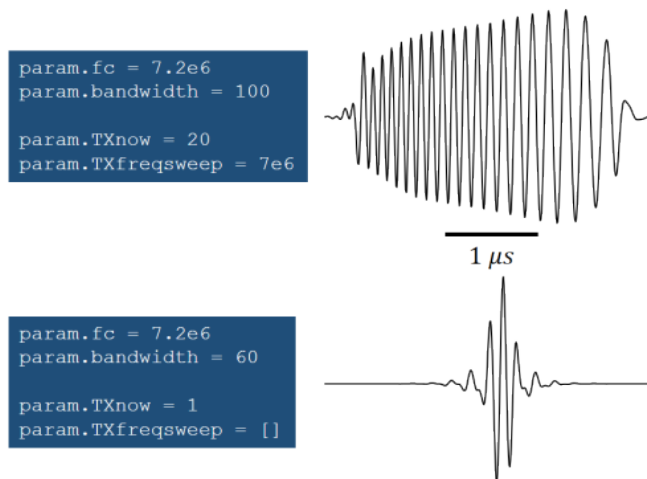 param.fc = 7.2e6
param.bandwidth = 100
param.TXnow = 20
param.TXfreqsweep = 7e6
1 μs
param.fc = 7.2e6
param.bandwidth = 60
param.TXnow = 1
param.TXfreqsweep = []